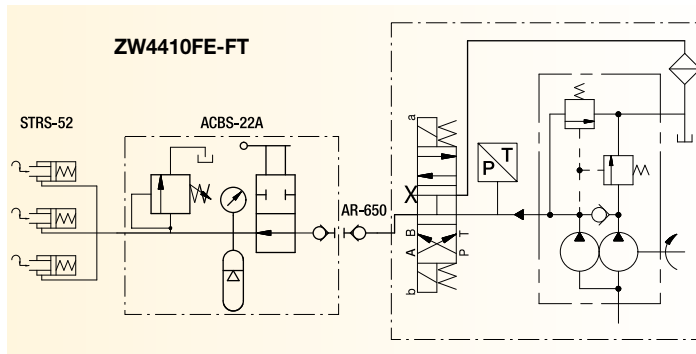 ZW4410FE-FT
STRS-52
ACBS-22A
AR-650
a
P T
X
B T
A P
b